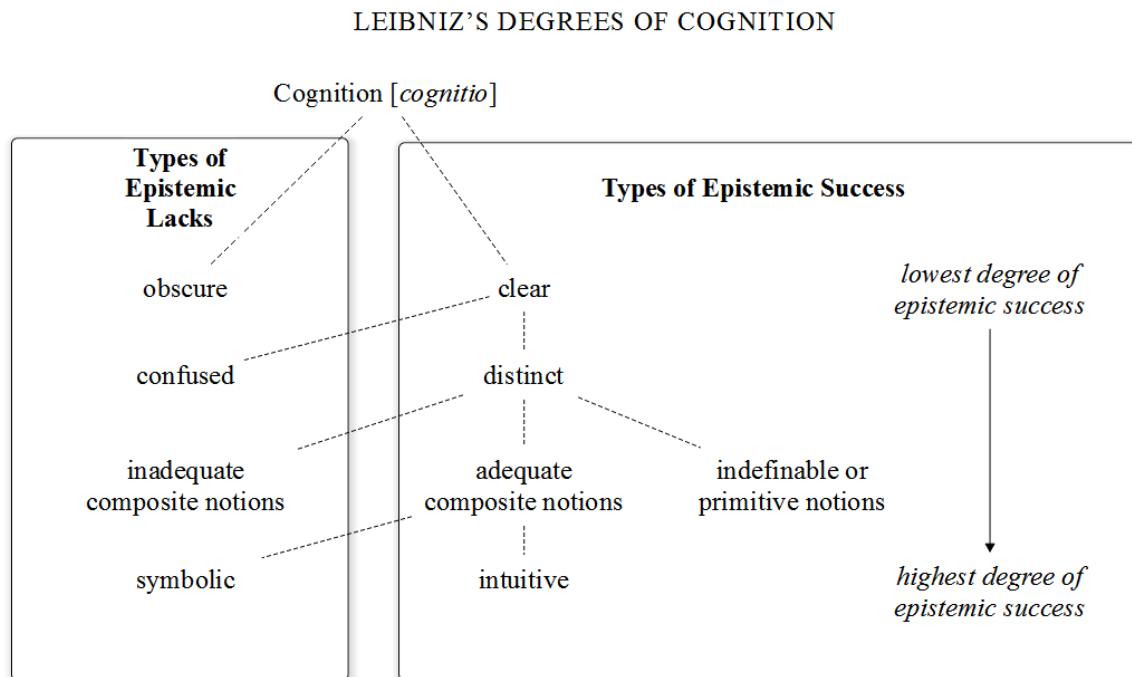 LEIBNIZ’S DEGREES OF COGNITION
Cognition [cognitio]
Types of
Epistemic
Lacks
Types of Epistemic Success
obscure
clear
lowest degree of
epistemic success
confused
distinct
inadequate
composite notions
adequate
composite notions
indefinable or
primitive notions
symbolic
intuitive
highest degree of
epistemic success